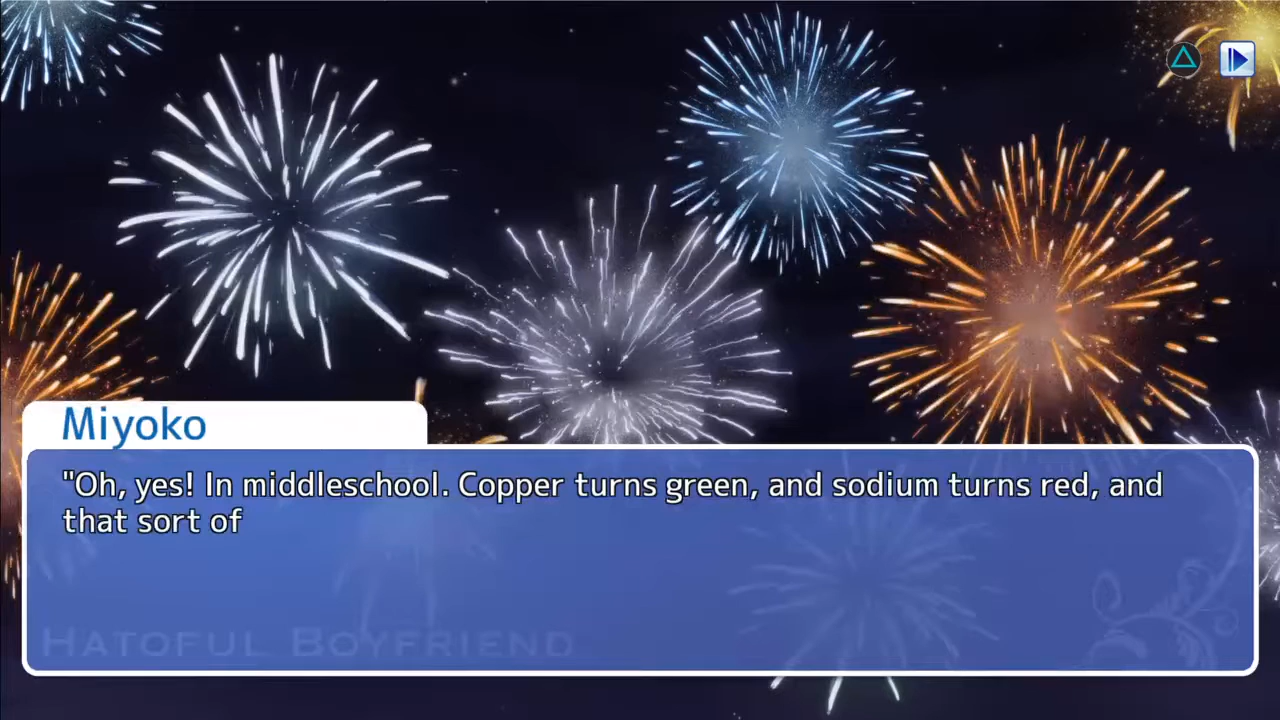 Miyoko
"Oh, yes! In middleschool. Copper turns green, and sodium turns red, and
that sort of
HATOFUL BOYFRIEND